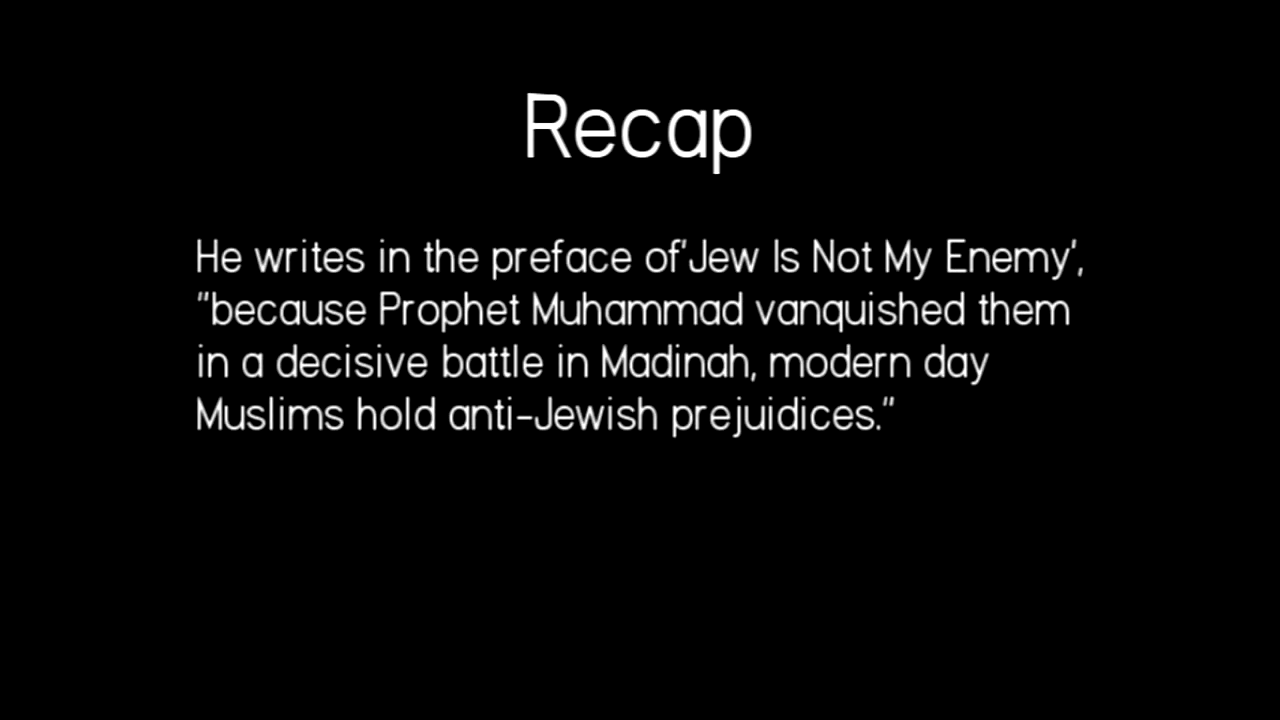 Recap
He writes in the preface of'Jew Is Not My Enemy',
"because Prophet Muhammad vanquished them
in a decisive battle in Madinah, modern day
Muslims hold anti-Jewish prejuidices."